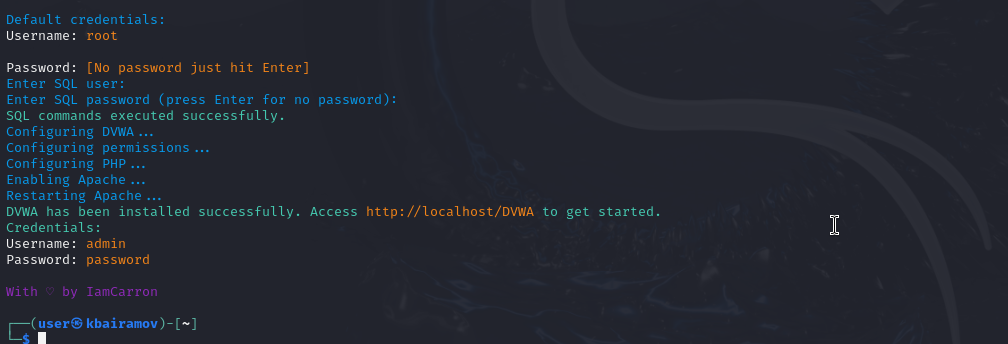 Default credentials:
Username: root
Password: [No password just hit Enter]
Enter SQL user:
Enter SQL password (press Enter for no password):
SQL commands executed successfully.
Configuring DVWA...
Configuring permissions...
Configuring PHP...
Enabling Apache...
Restarting Apache...
DVWA has been installed successfully. Access http://localhost/DVWA to get started.
Credentials:
Username: admin
Password: password
With ♡ by IamCarron
┌──(user㉿kbairamov)-[~]
└─$